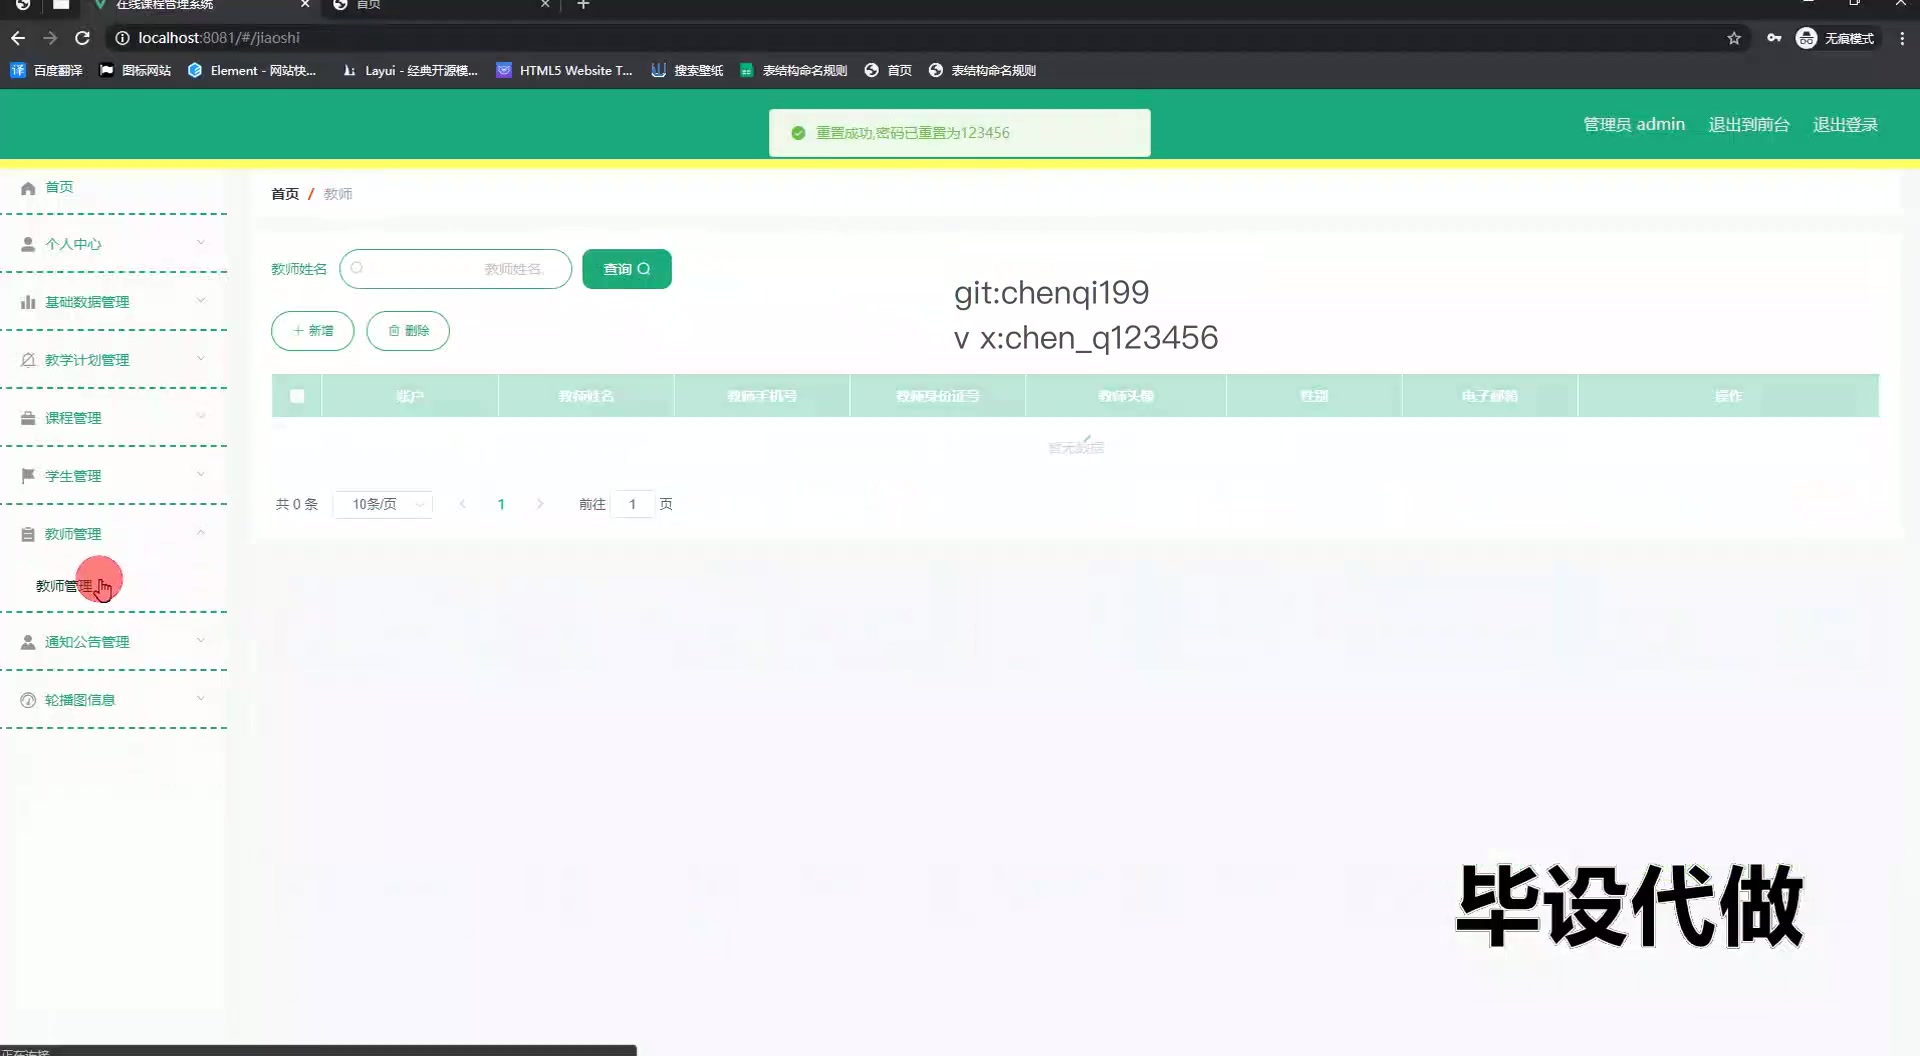 在线课程管理系统
首页
localhost:8081/#/jiaoshi
无痕模式
百度翻译
图标网站
Element - 网站快...
Layui - 经典开源模...
HTML5 Website T...
搜索壁纸
表结构命名规则
首页
表结构命名规则
重置成功,密码已重置为123456
管理员 admin
退出到前台
退出登录
首页
个人中心
基础数据管理
教学计划管理
课程管理
学生管理
教师管理
教师管理
通知公告管理
轮播图信息
首页 / 教师
教师姓名
教师姓名
查询
新增
删除
git:chenqi199
v x:chen_q123456
账户
教师姓名
教师手机号
教师身份证号
教师头像
性别
电子邮箱
操作
暂无数据
共 0 条
10条/页
1
前往 1 页
毕设代做
正在连接